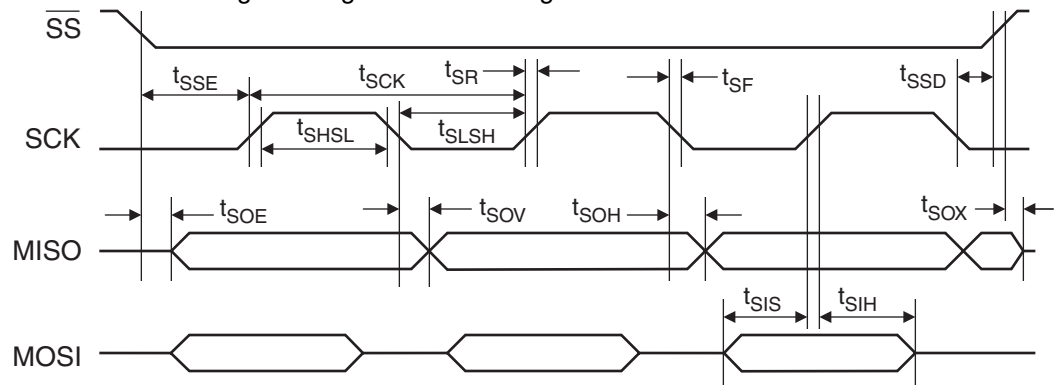 SS
tSSE
tSCK
tSR
tSF
tSSD
SCK
tSHSL
tSLSH
tSOE
tSOV
tSOH
tSOX
MISO
tSIS
tSIH
MOSI